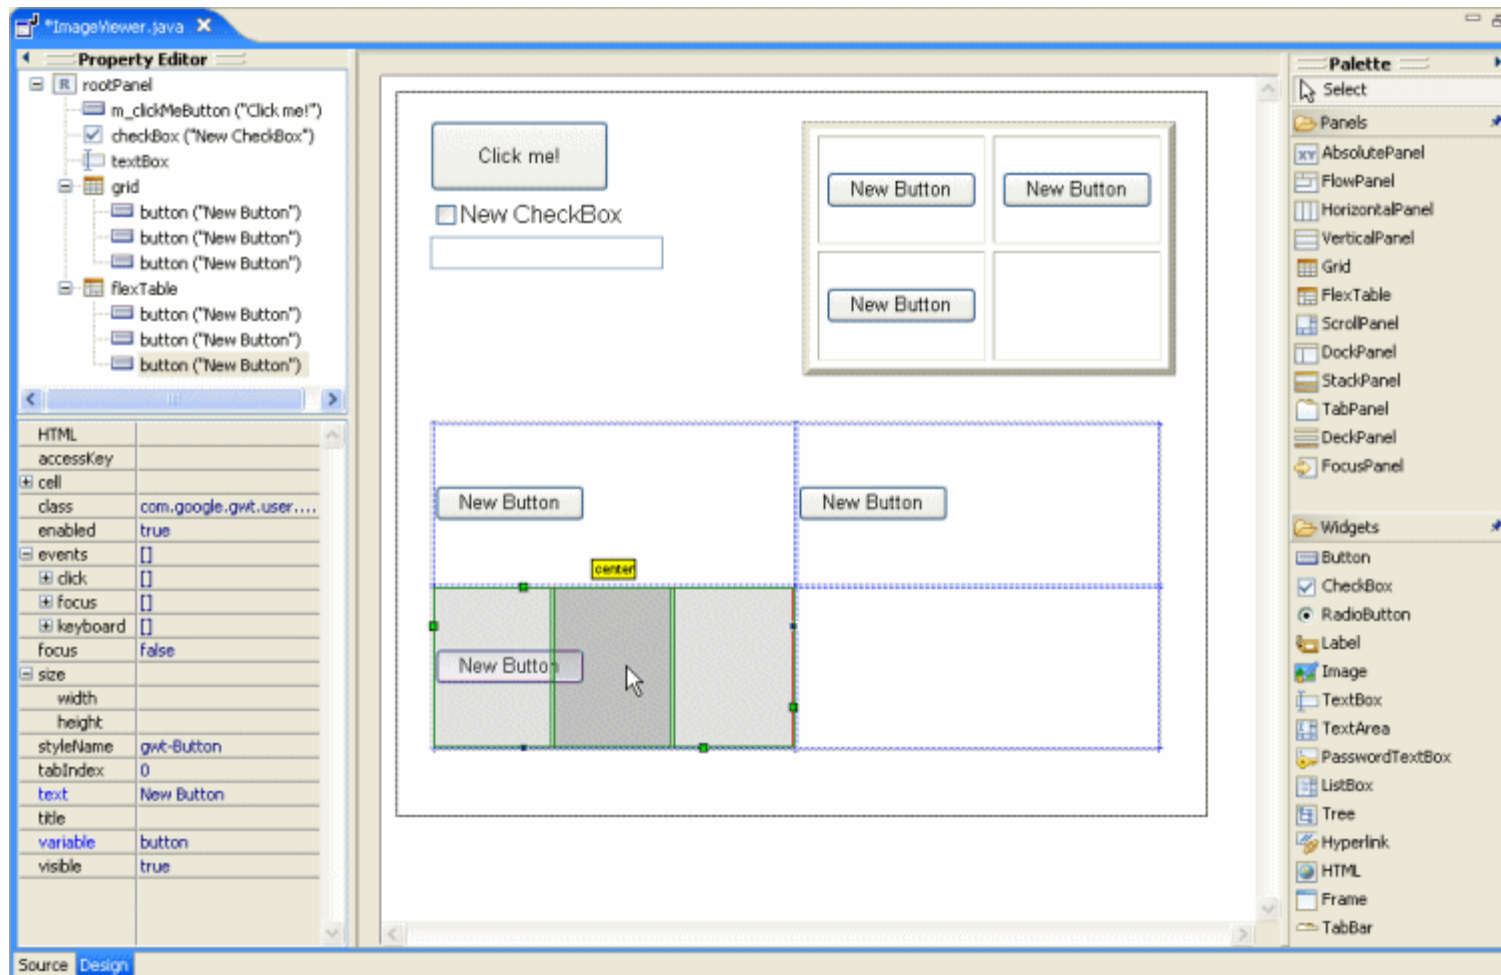 *ImageViewer.java
Property Editor
rootPanel
m_clickMeButton ("Click me!")
checkBox ("New CheckBox")
textBox
grid
button ("New Button")
button ("New Button")
button ("New Button")
flexTable
button ("New Button")
button ("New Button")
button ("New Button")
HTML
accessKey
cell
class com.google.gwt.user....
enabled true
events []
click []
focus []
keyboard []
focus false
size
width
height
styleName gwt-Button
tabIndex 0
text New Button
title
variable button
visible true
Source Design
Click me!
New CheckBox
New Button New Button
New Button
New Button New Button
center
New Button
Palette
Select
Panels
XY AbsolutePanel
FlowPanel
HorizontalPanel
VerticalPanel
Grid
FlexTable
ScrollPanel
DockPanel
StackPanel
TabPanel
DeckPanel
FocusPanel
Widgets
Button
CheckBox
RadioButton
Label
Image
TextBox
TextArea
PasswordTextBox
ListBox
Tree
Hyperlink
HTML
Frame
TabBar